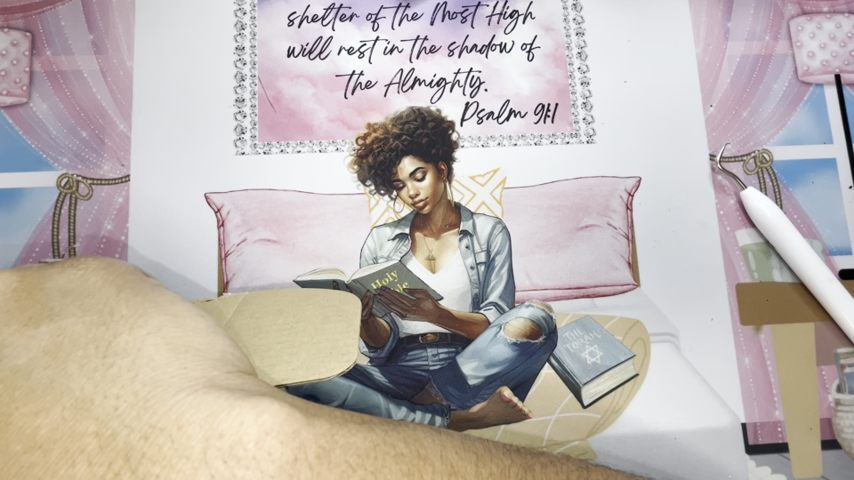 shelter of the Most High
will rest in the shadow of
the Almighty.
Psalm 91:1
Holy
THE
TORAH